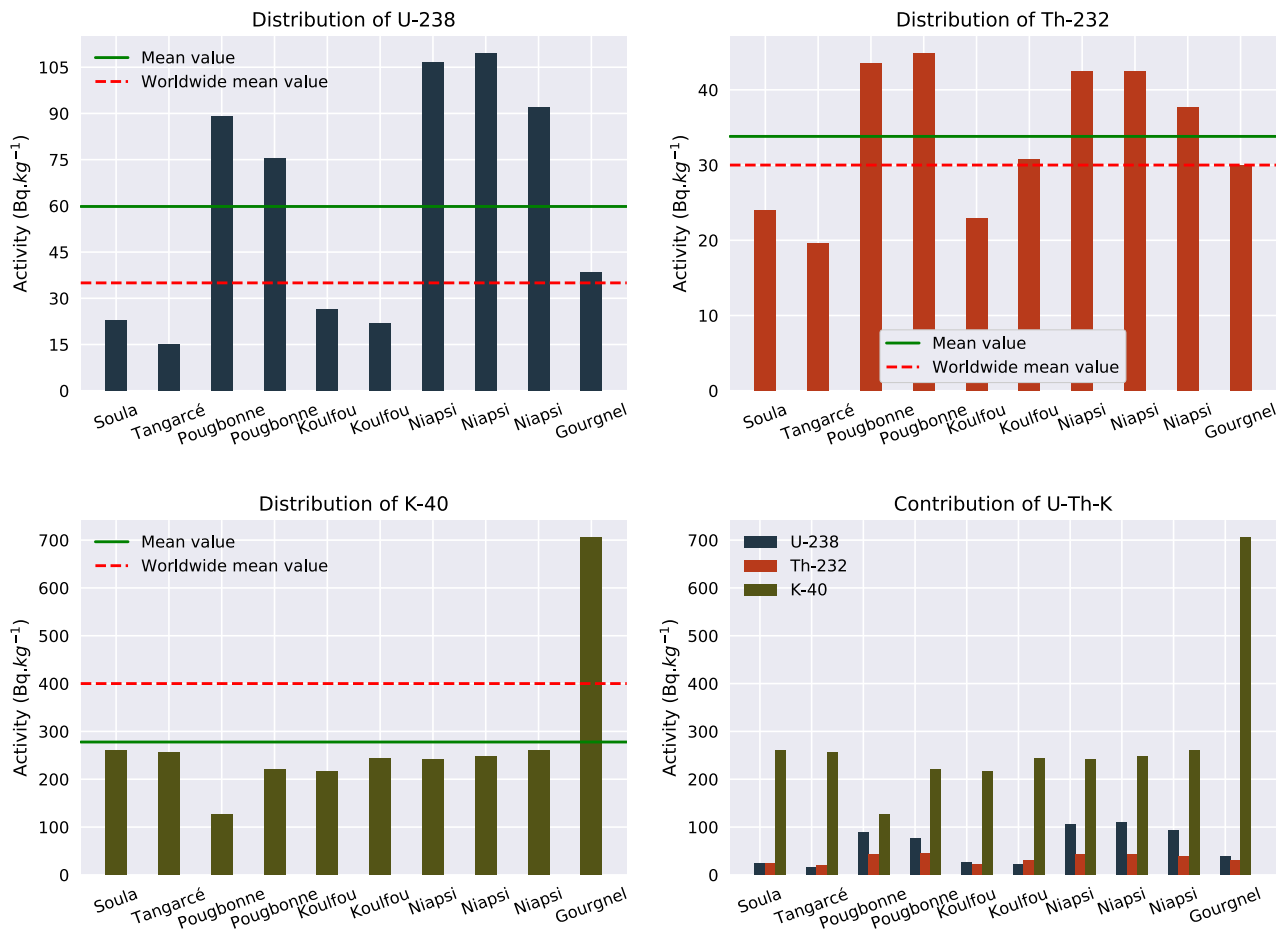 Distribution of U-238
Mean value
Worldwide mean value
Activity (Bq.kg⁻¹)
105
90
75
60
45
30
15
0
Soula Tangarcé Pougbonne Pougbonne Koulfou Koulfou Niapsi Niapsi Niapsi Gourgnel
Distribution of Th-232
Activity (Bq.kg⁻¹)
40
30
20
10
0
Mean value
Worldwide mean value
Soula Tangarcé Pougbonne Pougbonne Koulfou Koulfou Niapsi Niapsi Niapsi Gourgnel
Distribution of K-40
Mean value
Worldwide mean value
Activity (Bq.kg⁻¹)
700
600
500
400
300
200
100
0
Soula Tangarcé Pougbonne Pougbonne Koulfou Koulfou Niapsi Niapsi Niapsi Gourgnel
Contribution of U-Th-K
U-238
Th-232
K-40
Activity (Bq.kg⁻¹)
700
600
500
400
300
200
100
0
Soula Tangarcé Pougbonne Pougbonne Koulfou Koulfou Niapsi Niapsi Niapsi Gourgnel